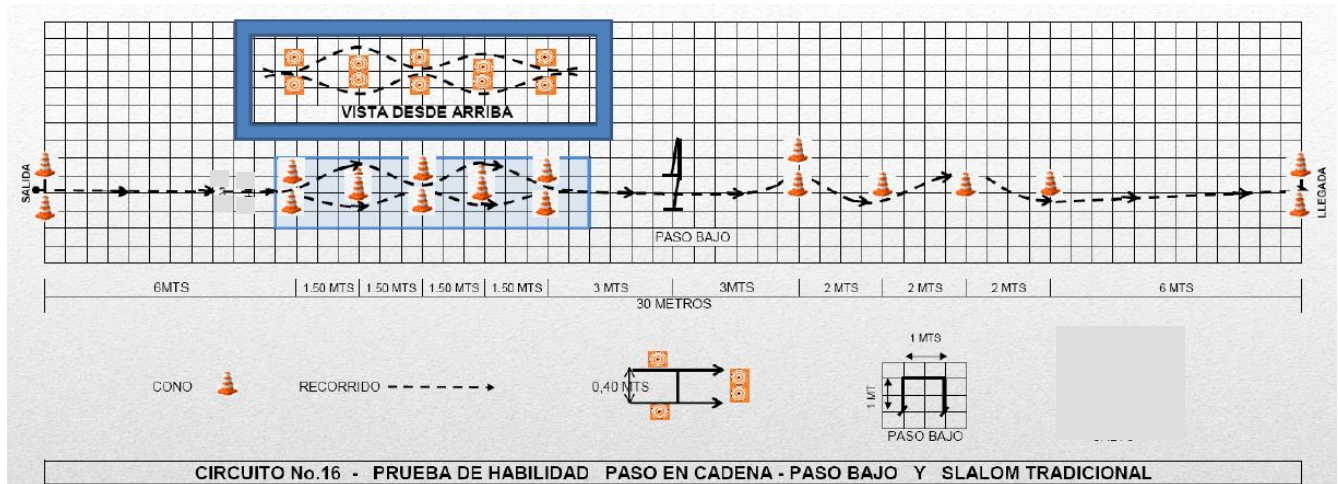 VISTA DESDE ARRIBA
SALIDA
LLEGADA
PASO BAJO
6MTS
1.50 MTS
1.50 MTS
1.50 MTS
1.50 MTS
3 MTS
3MTS
2 MTS
2 MTS
2 MTS
6 MTS
30 METROS
CONO
RECORRIDO
0,40 MTS
1 MTS
1 MT
PASO BAJO
CIRCUITO No.16 - PRUEBA DE HABILIDAD PASO EN CADENA - PASO BAJO Y SLALOM TRADICIONAL